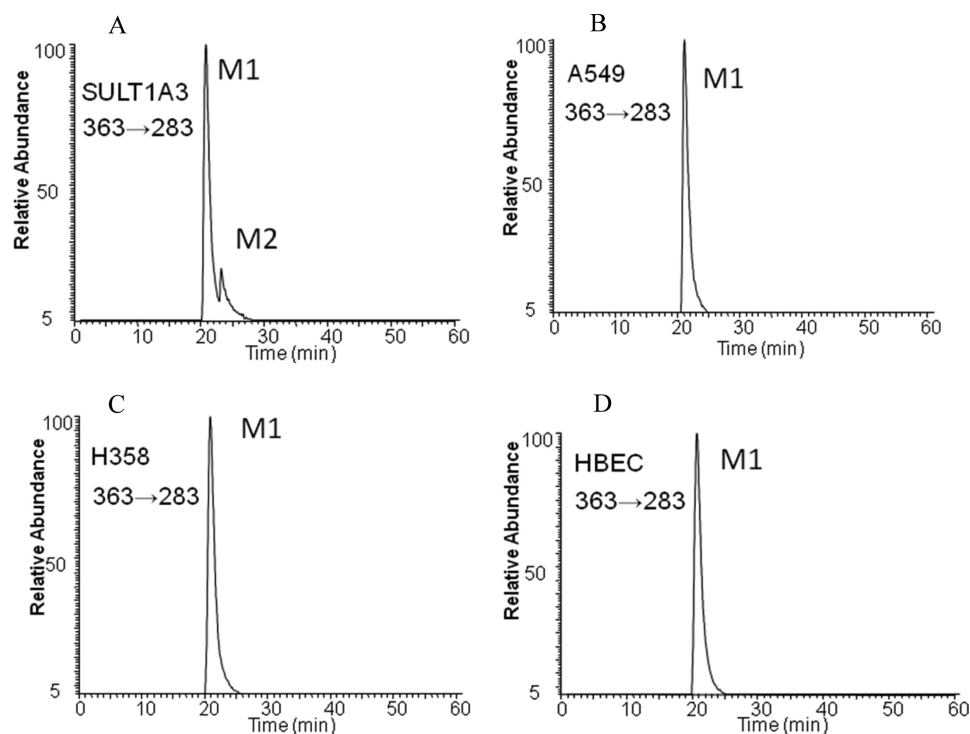 A
Relative Abundance
100
50
5
SULT1A3
363→283
M1
M2
0 10 20 30 40 50 60
Time (min)
B
Relative Abundance
100
50
5
A549
363→283
M1
0 10 20 30 40 50 60
Time (min)
C
Relative Abundance
100
50
5
H358
363→283
M1
0 10 20 30 40 50 60
Time (min)
D
Relative Abundance
100
50
5
HBEC
363→283
M1
0 10 20 30 40 50 60
Time (min)